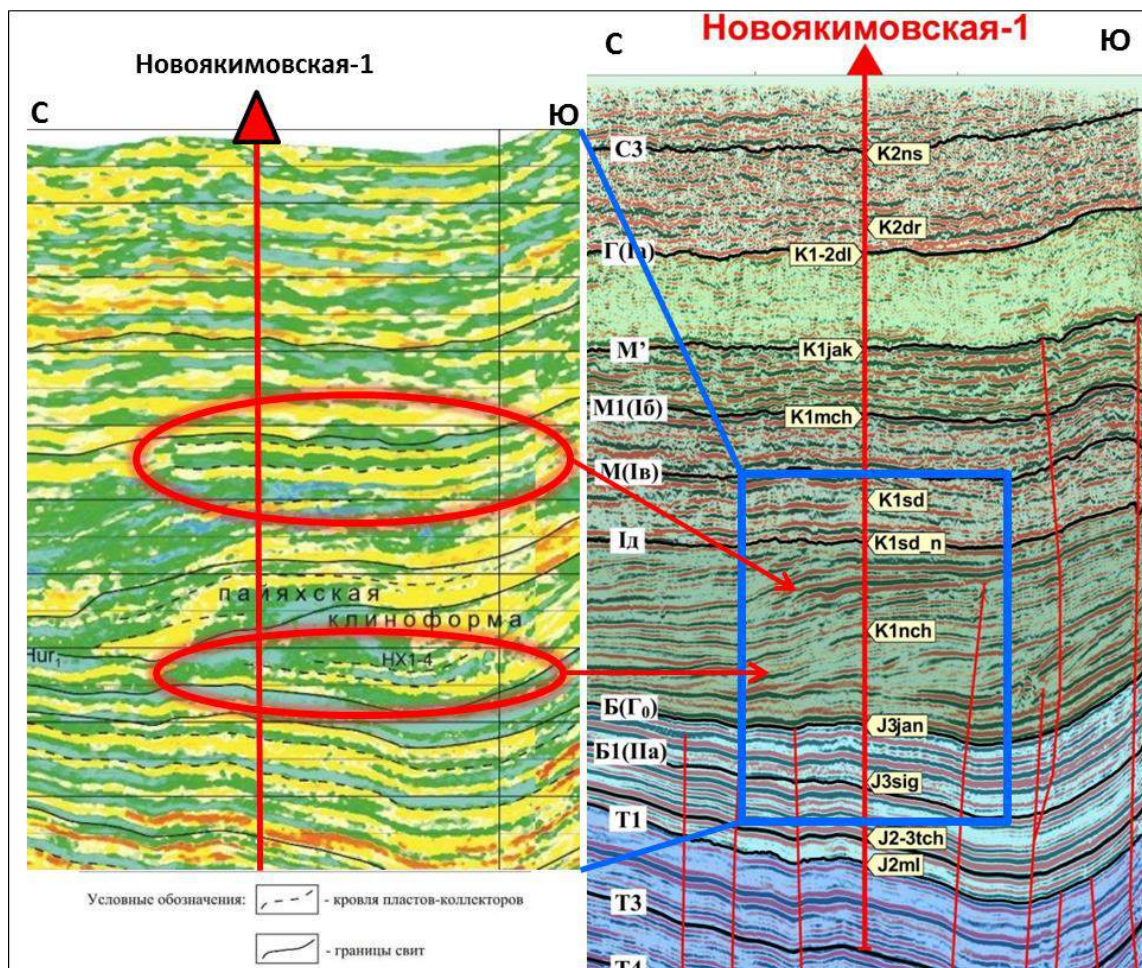 Новоякимовская-1
С
Ю
пайяхская
клиноформа
Hur₁
НХ1-4
Условные обозначения:
- кровля пластов-коллекторов
- границы свит
Новоякимовская-1
С
Ю
С3
K2ns
K2dr
Г(Iа)
K1-2dl
М’
K1jak
М1(Iб)
K1mch
М(Iв)
K1sd
Iд
K1sd_n
K1nch
Б(Г₀)
J3jan
Б1(IIа)
J3sig
Т1
J2-3tch
J2ml
Т3
Т4